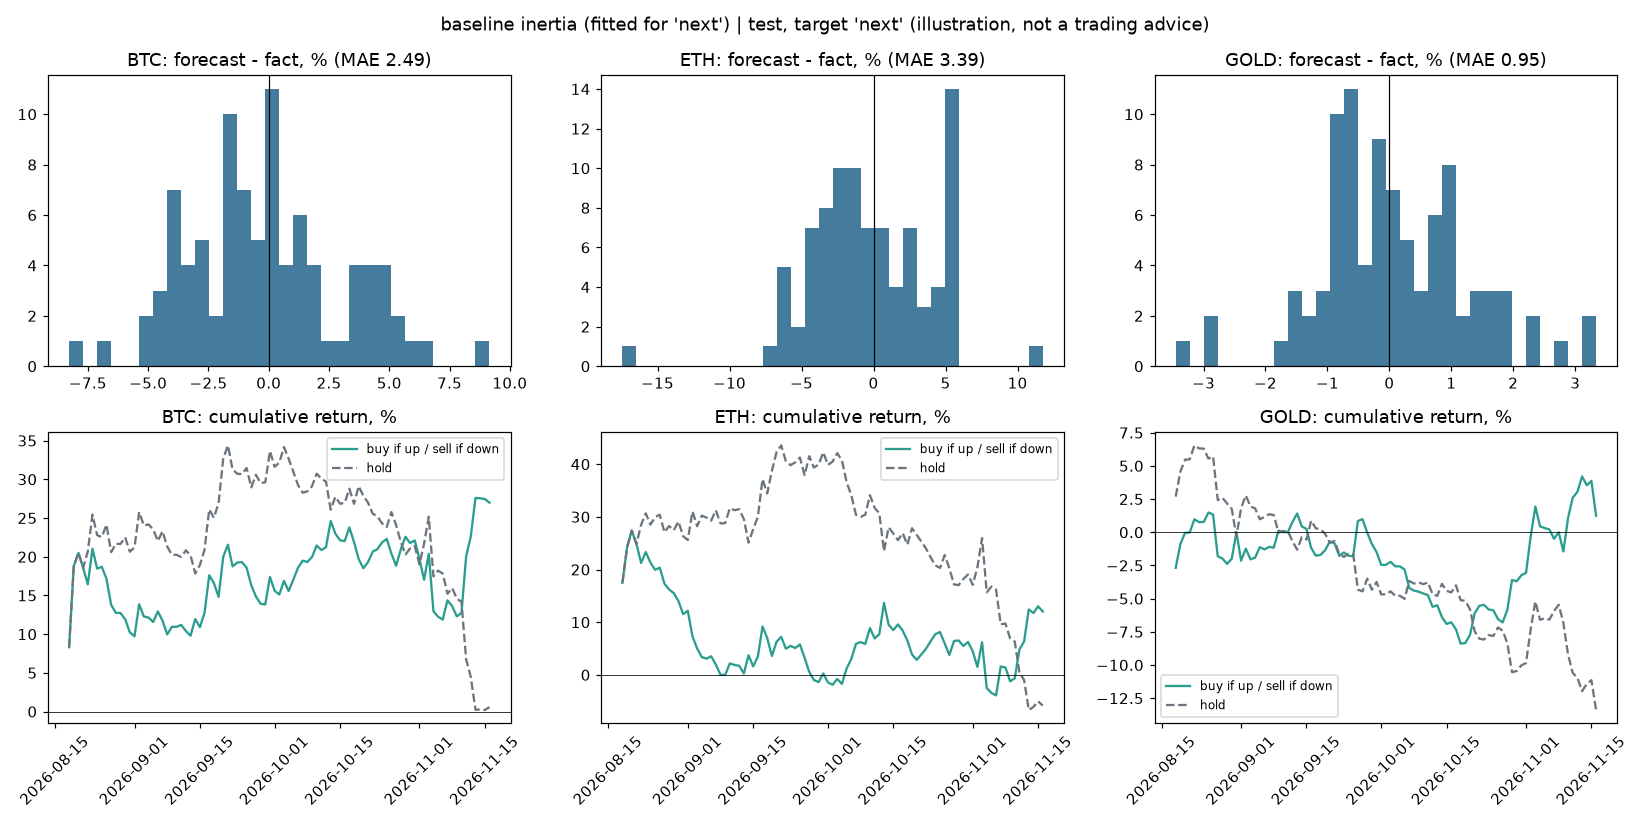 baseline inertia (fitted for 'next') | test, target 'next' (illustration, not a trading advice)
BTC: forecast - fact, % (MAE 2.49)
ETH: forecast - fact, % (MAE 3.39)
GOLD: forecast - fact, % (MAE 0.95)
10
8
6
4
2
0
−7.5 −5.0 −2.5 0.0 2.5 5.0 7.5 10.0
14
12
10
8
6
4
2
0
−15 −10 −5 0 5 10
10
8
6
4
2
0
−3 −2 −1 0 1 2 3
BTC: cumulative return, %
35
30
25
20
15
10
5
0
buy if up / sell if down
hold
2026-08-15 2026-09-01 2026-09-15 2026-10-01 2026-10-15 2026-11-01 2026-11-15
ETH: cumulative return, %
40
30
20
10
0
buy if up / sell if down
hold
2026-08-15 2026-09-01 2026-09-15 2026-10-01 2026-10-15 2026-11-01 2026-11-15
GOLD: cumulative return, %
7.5
5.0
2.5
0.0
−2.5
−5.0
−7.5
−10.0
−12.5
buy if up / sell if down
hold
2026-08-15 2026-09-01 2026-09-15 2026-10-01 2026-10-15 2026-11-01 2026-11-15